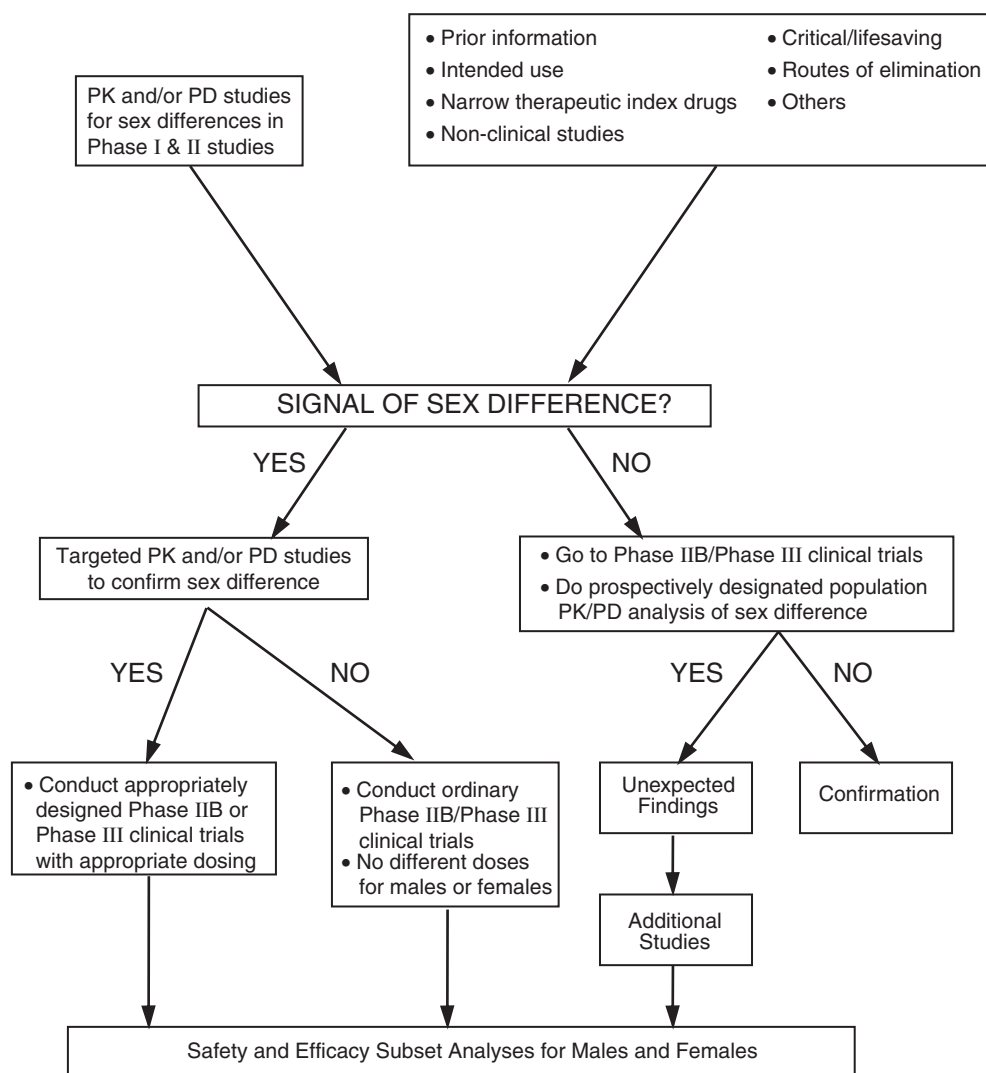 PK and/or PD studies
for sex differences in
Phase I & II studies
• Prior information
• Intended use
• Narrow therapeutic index drugs
• Non-clinical studies
• Critical/lifesaving
• Routes of elimination
• Others
SIGNAL OF SEX DIFFERENCE?
YES
NO
Targeted PK and/or PD studies
to confirm sex difference
• Go to Phase IIB/Phase III clinical trials
• Do prospectively designated population
PK/PD analysis of sex difference
YES
NO
YES
NO
• Conduct appropriately
designed Phase IIB or
Phase III clinical trials
with appropriate dosing
• Conduct ordinary
Phase IIB/Phase III
clinical trials
• No different doses
for males or females
Unexpected
Findings
Confirmation
Additional
Studies
Safety and Efficacy Subset Analyses for Males and Females